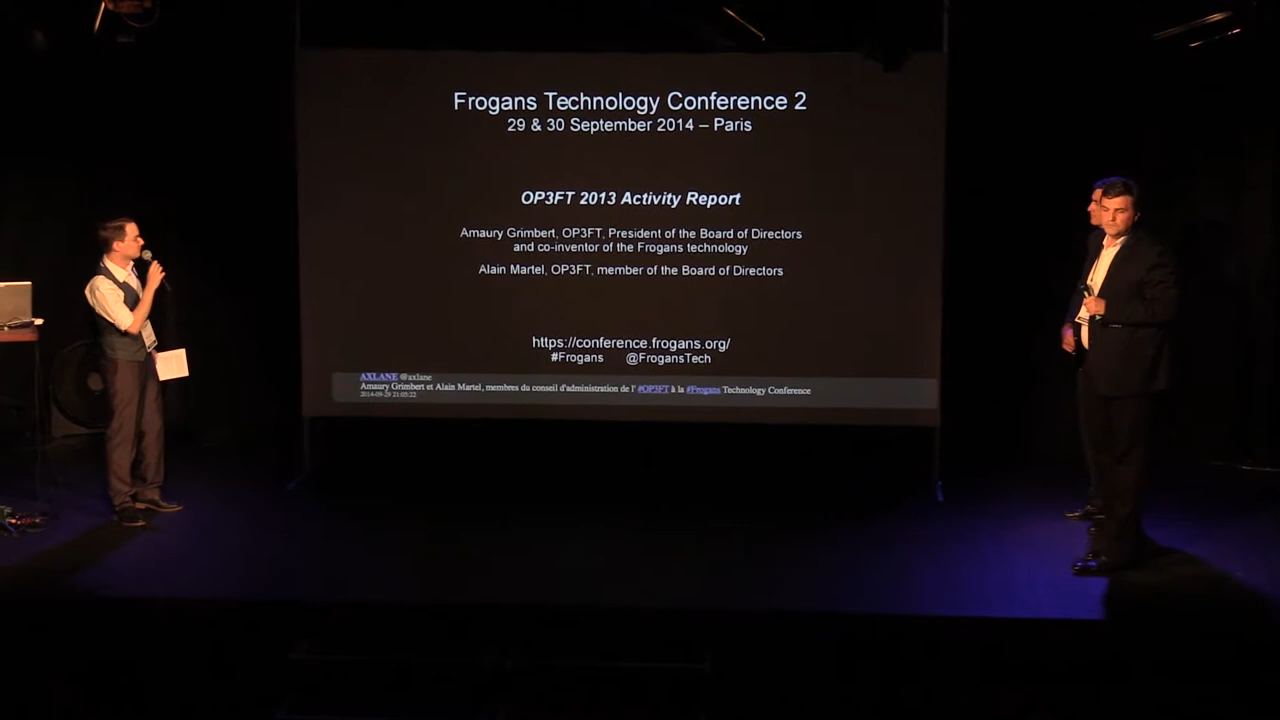 Frogans Technology Conference 2
29 & 30 September 2014 – Paris
OP3FT 2013 Activity Report
Amaury Grimbert, OP3FT, President of the Board of Directors
and co-inventor of the Frogans technology
Alain Martel, OP3FT, member of the Board of Directors
https://conference.frogans.org/
#Frogans @FrogansTech
AXLANE @axlane
Amaury Grimbert et Alain Martel, membres du conseil d'administration de l' #OP3FT à la #Frogans Technology Conference
2014-09-29 21:05:22